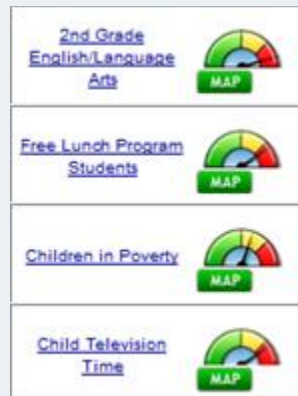 2nd Grade
English/Language
Arts
MAP
Free Lunch Program
Students
MAP
Children in Poverty
MAP
Child Television
Time
MAP